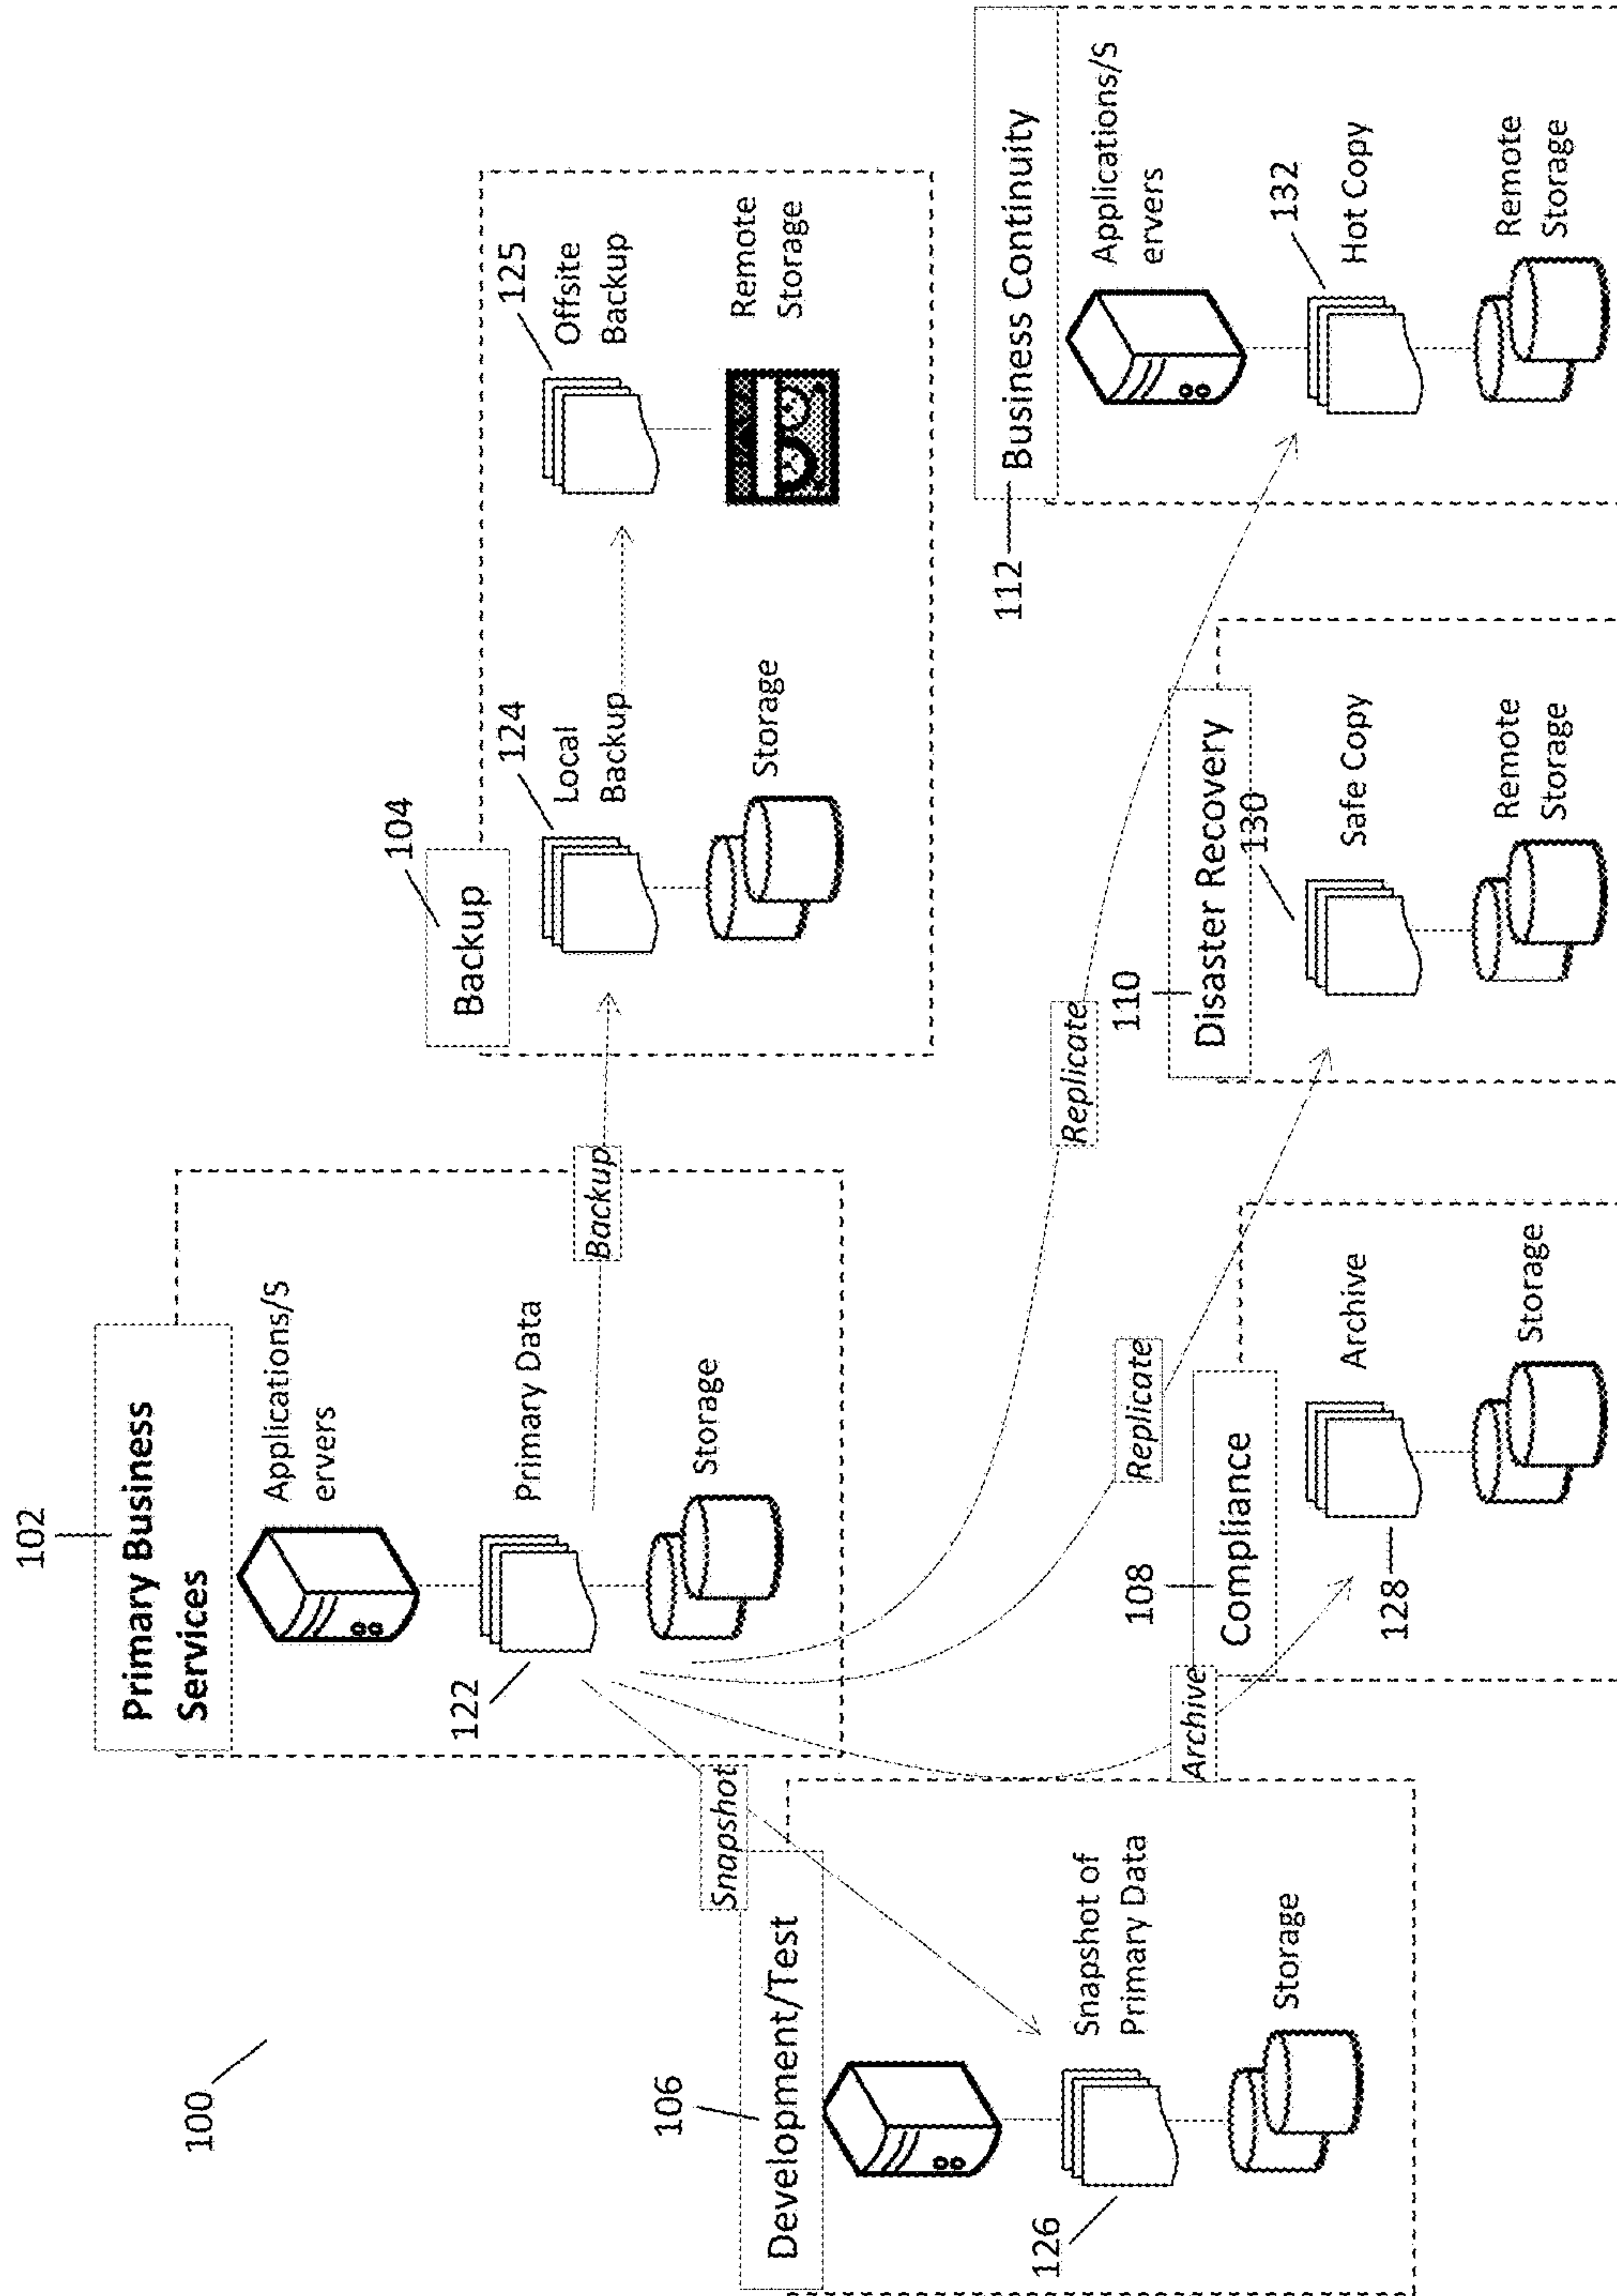 100
102
Primary Business
Services
Applications/S
ervers
122
Primary Data
Storage
Backup
104
Backup
124
Local
Backup
Storage
125
Offsite
Backup
Remote
Storage
Snapshot
106
Development/Test
126
Snapshot of
Primary Data
Storage
Archive
108
Compliance
128
Archive
Storage
Replicate
110
Disaster Recovery
130
Safe Copy
Remote
Storage
Replicate
112
Business Continuity
Applications/S
ervers
132
Hot Copy
Remote
Storage